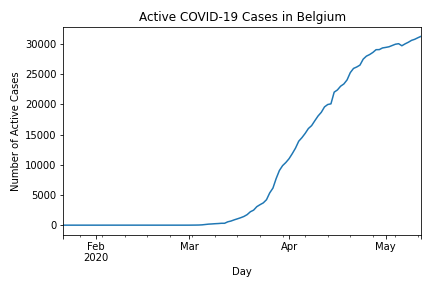 Active COVID-19 Cases in Belgium
Number of Active Cases
30000
25000
20000
15000
10000
5000
0
Feb
2020
Mar
Apr
May
Day